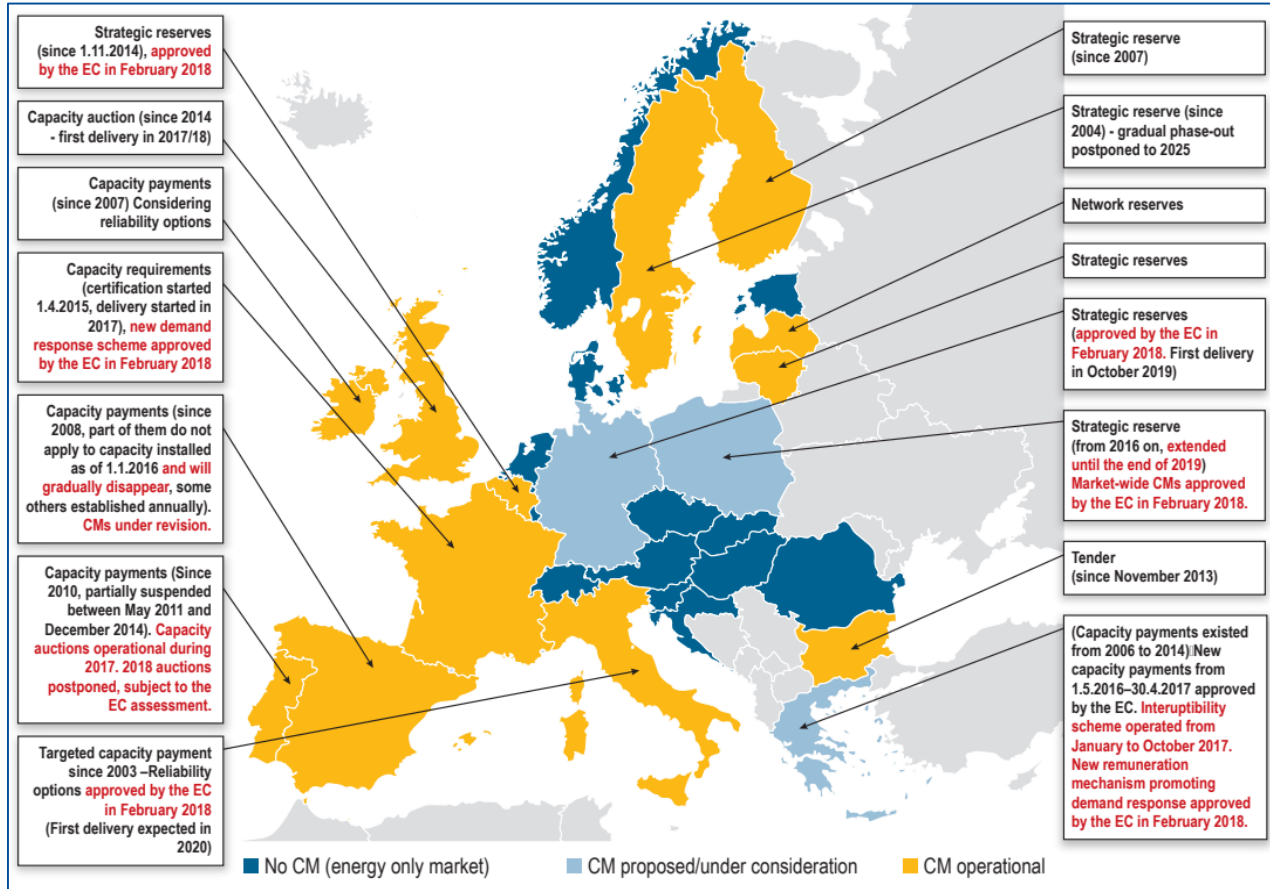 Strategic reserves
(since 1.11.2014), approved
by the EC in February 2018
Capacity auction (since 2014
- first delivery in 2017/18)
Capacity payments
(since 2007) Considering
reliability options
Capacity requirements
(certification started
1.4.2015, delivery started in
2017), new demand
response scheme approved
by the EC in February 2018
Capacity payments (since
2008, part of them do not
apply to capacity installed
as of 1.1.2016 and will
gradually disappear, some
others established annually).
CMs under revision.
Capacity payments (Since
2010, partially suspended
between May 2011 and
December 2014). Capacity
auctions operational during
2017. 2018 auctions
postponed, subject to the
EC assessment.
Targeted capacity payment
since 2003 –Reliability
options approved by the EC
in February 2018
(First delivery expected in
2020)
Strategic reserve
(since 2007)
Strategic reserve (since
2004) - gradual phase-out
postponed to 2025
Network reserves
Strategic reserves
Strategic reserves
(approved by the EC in
February 2018. First delivery
in October 2019)
Strategic reserve
(from 2016 on, extended
until the end of 2019)
Market-wide CMs approved
by the EC in February 2018.
Tender
(since November 2013)
(Capacity payments existed
from 2006 to 2014) New
capacity payments from
1.5.2016–30.4.2017 approved
by the EC. Interuptibility
scheme operated from
January to October 2017.
New remuneration
mechanism promoting
demand response approved
by the EC in February 2018.
No CM (energy only market)
CM proposed/under consideration
CM operational